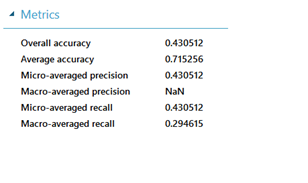 Metrics
Overall accuracy 0.430512
Average accuracy 0.715256
Micro-averaged precision 0.430512
Macro-averaged precision NaN
Micro-averaged recall 0.430512
Macro-averaged recall 0.294615